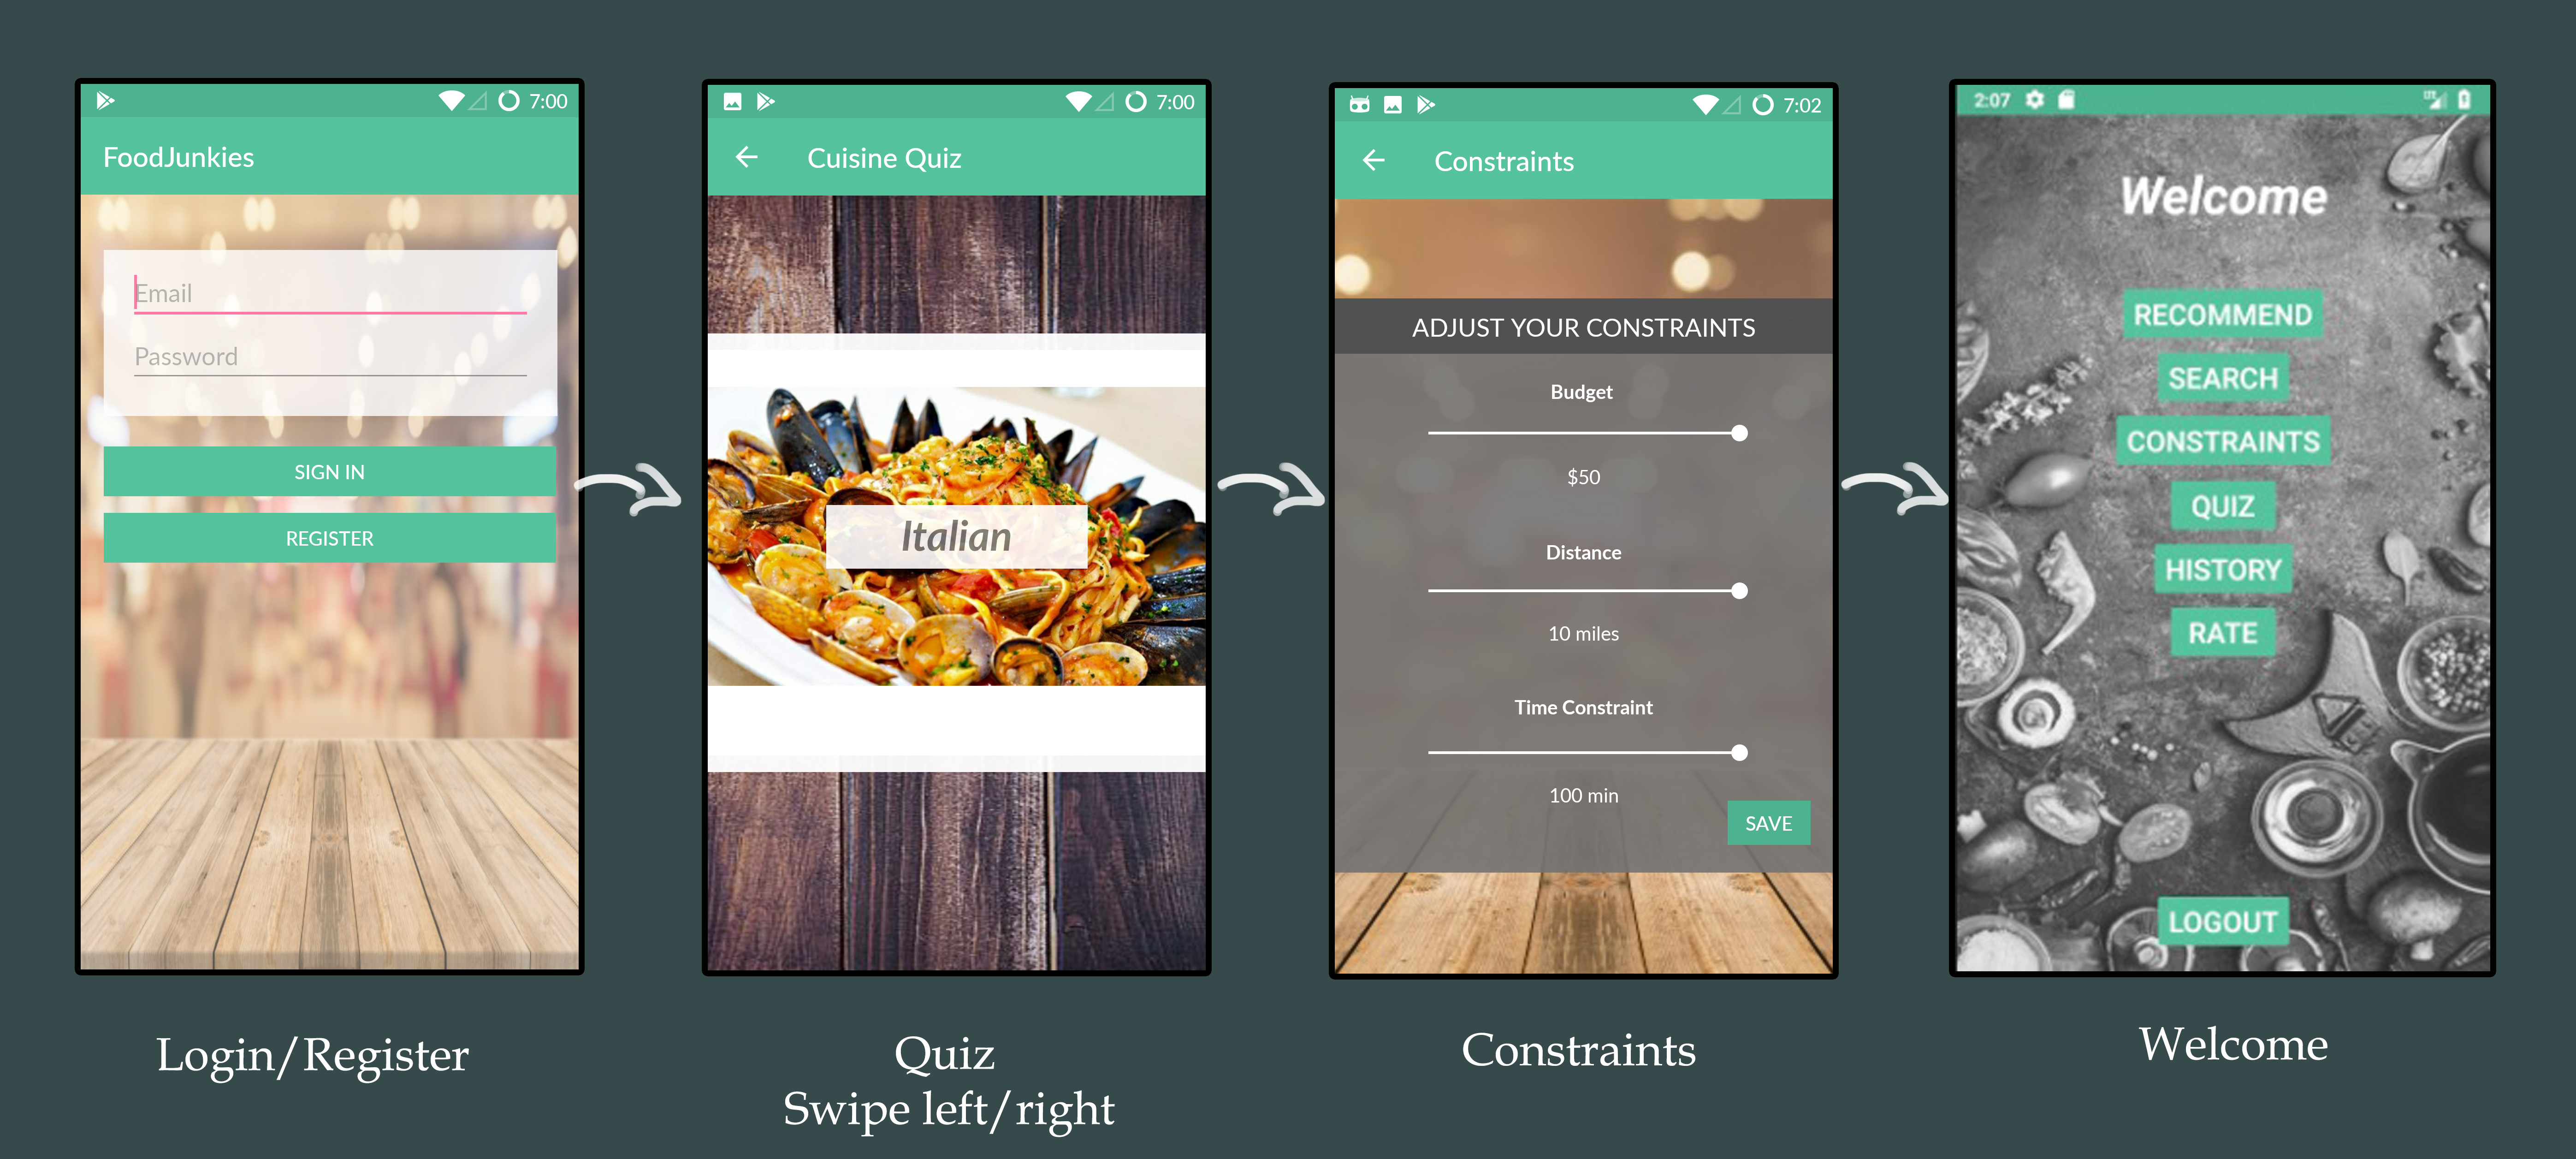 7:00
FoodJunkies
Email
Password
SIGN IN
REGISTER
Login/Register
7:00
Cuisine Quiz
Italian
Quiz
Swipe left/right
7:02
Constraints
ADJUST YOUR CONSTRAINTS
Budget
$50
Distance
10 miles
Time Constraint
100 min
SAVE
Constraints
2:07
LTE
Welcome
RECOMMEND
SEARCH
CONSTRAINTS
QUIZ
HISTORY
RATE
LOGOUT
Welcome